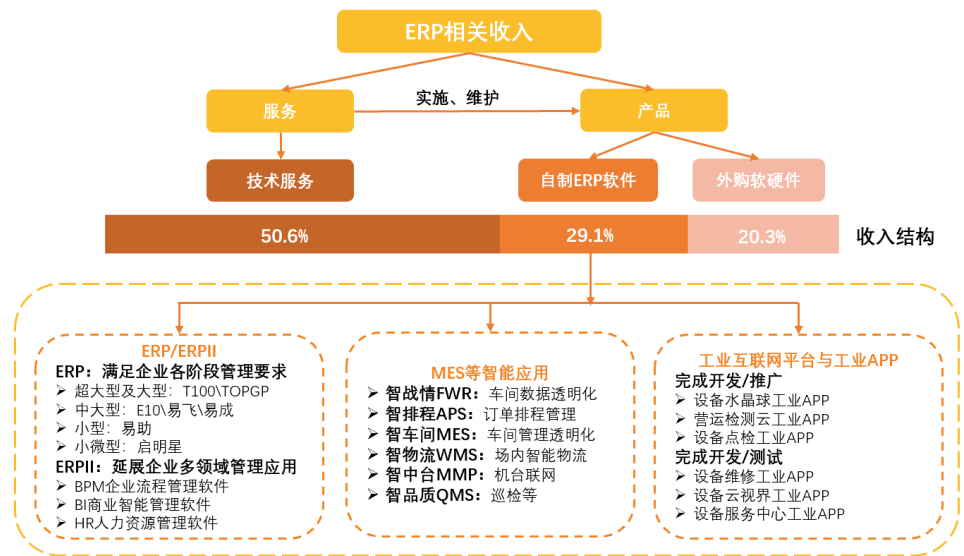 ERP相关收入
服务
实施、维护
产品
技术服务
自制ERP软件
外购软硬件
50.6%
29.1%
20.3%
收入结构
ERP/ERPII
ERP：满足企业各阶段管理要求
超大型及大型：T100\TOPGP
中大型：E10\易飞\易成
小型：易助
小微型：启明星
ERPII：延展企业多领域管理应用
BPM企业流程管理软件
BI商业智能管理软件
HR人力资源管理软件
MES等智能应用
智战情FWR：车间数据透明化
智排程APS：订单排程管理
智车间MES：车间管理透明化
智物流WMS：场内智能物流
智中台MMP：机台联网
智品质QMS：巡检等
工业互联网平台与工业APP
完成开发/推广
设备水晶球工业APP
营运检测云工业APP
设备点检工业APP
完成开发/测试
设备维修工业APP
设备云视界工业APP
设备服务中心工业APP